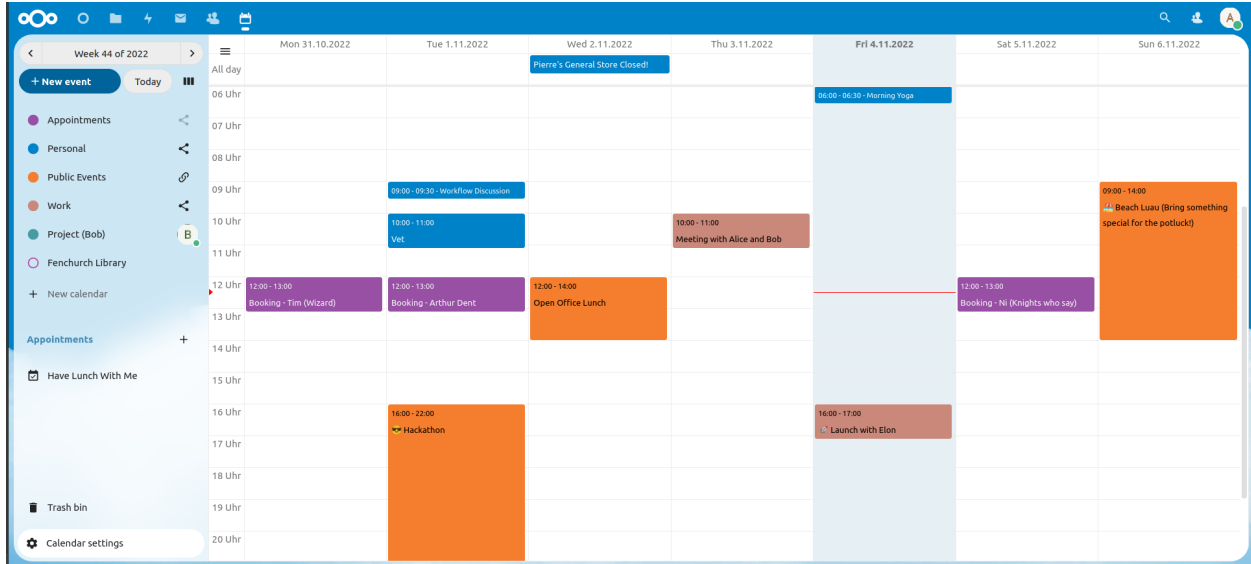 A
Week 44 of 2022
+ New event
Today
Appointments
Personal
Public Events
Work
Project (Bob)
B
Fenchurch Library
+ New calendar
Appointments
+
Have Lunch With Me
Trash bin
Calendar settings
Mon 31.10.2022
Tue 1.11.2022
Wed 2.11.2022
Thu 3.11.2022
Fri 4.11.2022
Sat 5.11.2022
Sun 6.11.2022
All day
Pierre's General Store Closed!
06 Uhr
06:00 - 06:30 - Morning Yoga
07 Uhr
08 Uhr
09 Uhr
09:00 - 09:30 - Workflow Discussion
09:00 - 14:00
🏖️ Beach Luau (Bring something
special for the potluck!)
10 Uhr
10:00 - 11:00
Vet
10:00 - 11:00
Meeting with Alice and Bob
11 Uhr
12 Uhr
12:00 - 13:00
Booking - Tim (Wizard)
12:00 - 13:00
Booking - Arthur Dent
12:00 - 14:00
Open Office Lunch
12:00 - 13:00
Booking - Ni (Knights who say)
13 Uhr
14 Uhr
15 Uhr
16 Uhr
16:00 - 22:00
😎 Hackathon
16:00 - 17:00
🚀 Launch with Elon
17 Uhr
18 Uhr
19 Uhr
20 Uhr